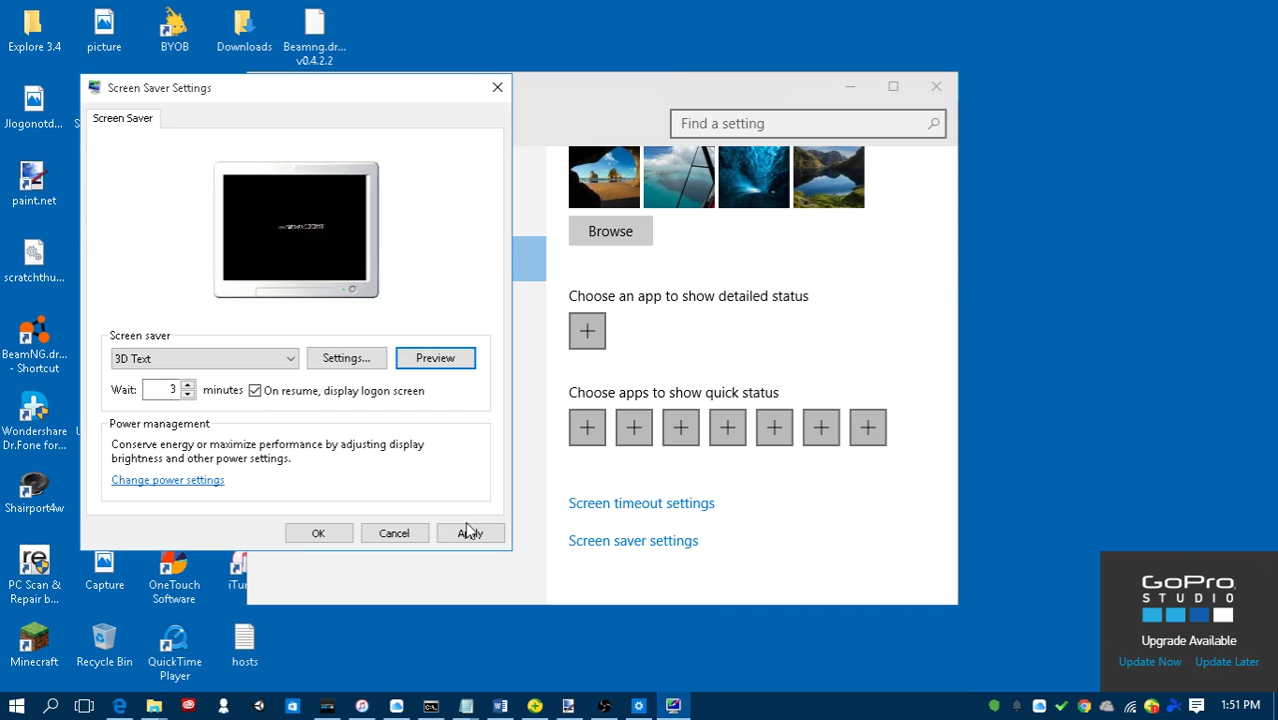 Explore 3.4
picture
BYOB
Downloads
Beamng.dr...
v0.4.2.2
Jlogonotd...
paint.net
scratchthu...
BeamNG.dr...
- Shortcut
Wondershare
Dr.Fone for...
Shairport4w
PC Scan &
Repair b...
Capture
OneTouch
Software
Minecraft
Recycle Bin
QuickTime
Player
hosts
Screen Saver Settings
Screen Saver
Screen saver
3D Text
Settings...
Preview
Wait:
3
minutes
On resume, display logon screen
Power management
Conserve energy or maximize performance by adjusting display
brightness and other power settings.
Change power settings
OK
Cancel
Apply
Find a setting
Browse
Choose an app to show detailed status
Choose apps to show quick status
Screen timeout settings
Screen saver settings
GoPro
STUDIO
Upgrade Available
Update Now
Update Later
1:51 PM